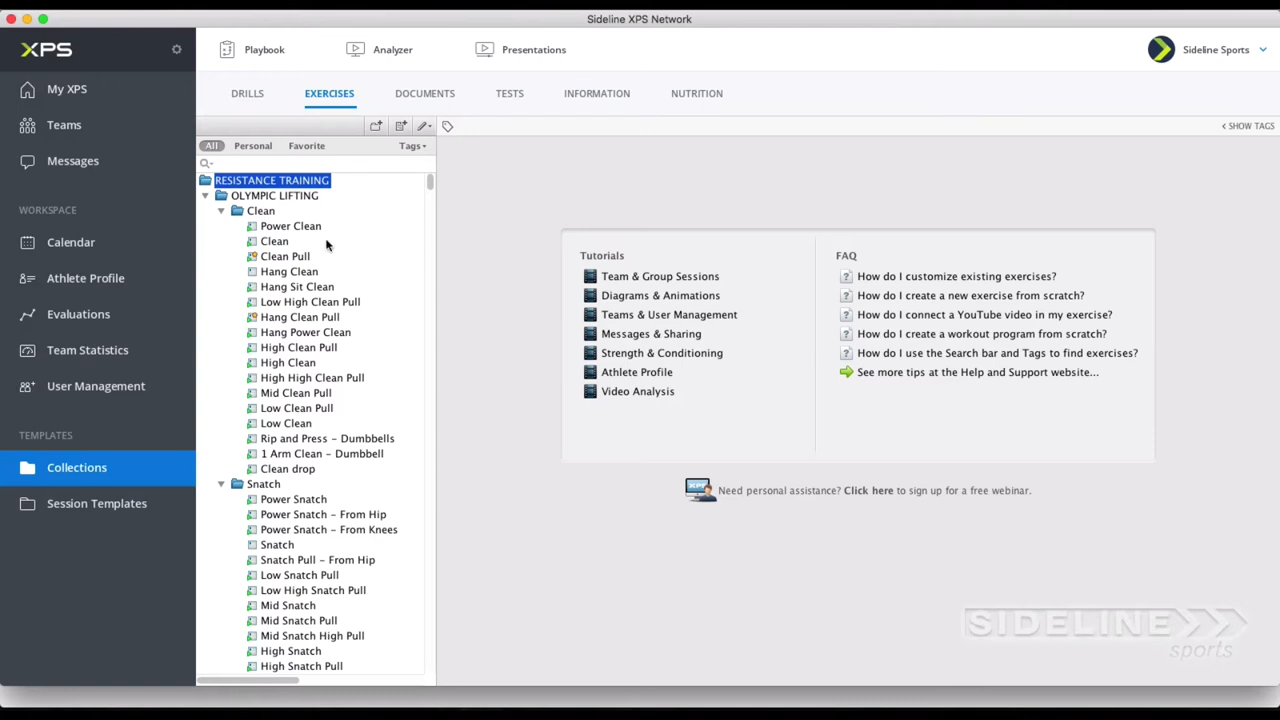 Sideline XPS Network
XPS
Playbook
Analyzer
Presentations
Sideline Sports
My XPS
Teams
Messages
WORKSPACE
Calendar
Athlete Profile
Evaluations
Team Statistics
User Management
TEMPLATES
Collections
Session Templates
DRILLS
EXERCISES
DOCUMENTS
TESTS
INFORMATION
NUTRITION
< SHOW TAGS
All
Personal
Favorite
Tags
RESISTANCE TRAINING
OLYMPIC LIFTING
Clean
Power Clean
Clean
Clean Pull
Hang Clean
Hang Sit Clean
Low High Clean Pull
Hang Clean Pull
Hang Power Clean
High Clean Pull
High Clean
High High Clean Pull
Mid Clean Pull
Low Clean Pull
Low Clean
Rip and Press – Dumbbells
1 Arm Clean – Dumbbell
Clean drop
Snatch
Power Snatch
Power Snatch – From Hip
Power Snatch – From Knees
Snatch
Snatch Pull – From Hip
Low Snatch Pull
Low High Snatch Pull
Mid Snatch
Mid Snatch Pull
Mid Snatch High Pull
High Snatch
High Snatch Pull
Tutorials
Team & Group Sessions
Diagrams & Animations
Teams & User Management
Messages & Sharing
Strength & Conditioning
Athlete Profile
Video Analysis
FAQ
How do I customize existing exercises?
How do I create a new exercise from scratch?
How do I connect a YouTube video in my exercise?
How do I create a workout program from scratch?
How do I use the Search bar and Tags to find exercises?
See more tips at the Help and Support website...
XPS
Need personal assistance? Click here to sign up for a free webinar.
SIDELINE
sports